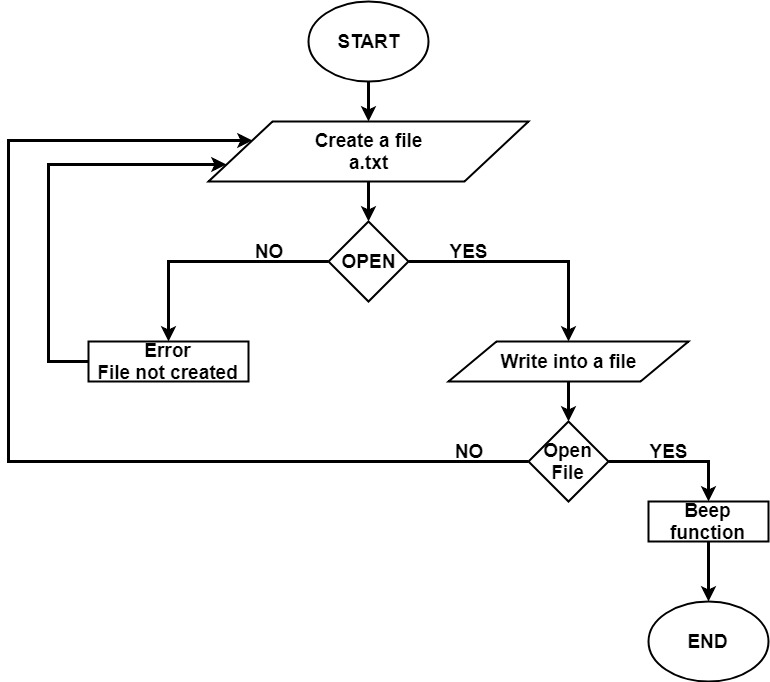 START
Create a file
a.txt
NO
OPEN
YES
Error
File not created
Write into a file
NO
Open
File
YES
Beep
function
END